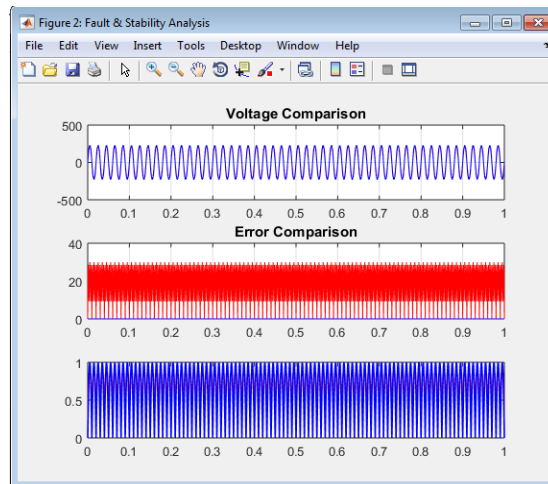 Figure 2: Fault & Stability Analysis
File Edit View Insert Tools Desktop Window Help
Voltage Comparison
500
0
-500
0 0.1 0.2 0.3 0.4 0.5 0.6 0.7 0.8 0.9 1
Error Comparison
40
20
0
0 0.1 0.2 0.3 0.4 0.5 0.6 0.7 0.8 0.9 1
1
0.5
0
0 0.1 0.2 0.3 0.4 0.5 0.6 0.7 0.8 0.9 1